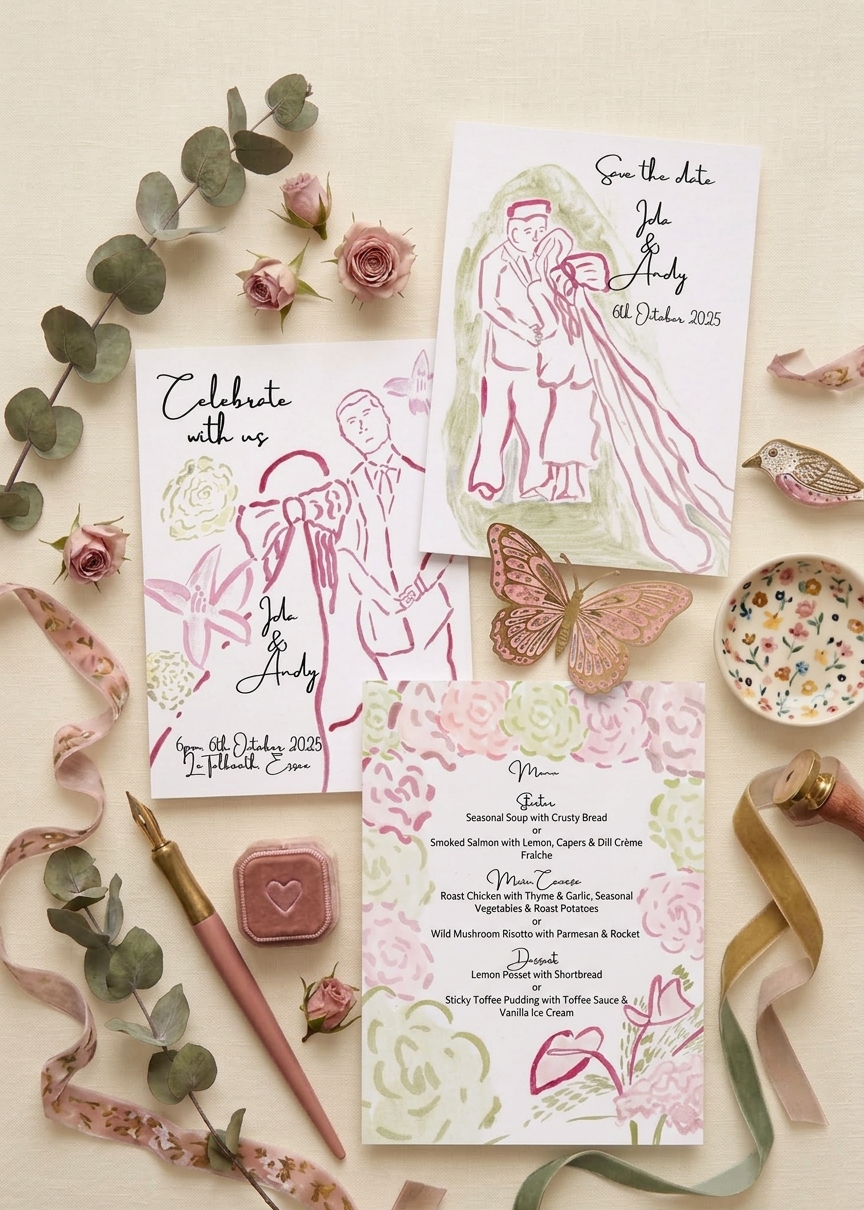 Save the date
Ida
&
Andy
6th October 2025
Celebrate
with us
Ida
&
Andy
6pm, 6th October 2025
Le Talbooth, Essex
Menu
Starter
Seasonal Soup with Crusty Bread
or
Smoked Salmon with Lemon, Capers & Dill Crème
Fraîche
Main Course
Roast Chicken with Thyme & Garlic, Seasonal
Vegetables & Roast Potatoes
or
Wild Mushroom Risotto with Parmesan & Rocket
Dessert
Lemon Posset with Shortbread
or
Sticky Toffee Pudding with Toffee Sauce &
Vanilla Ice Cream